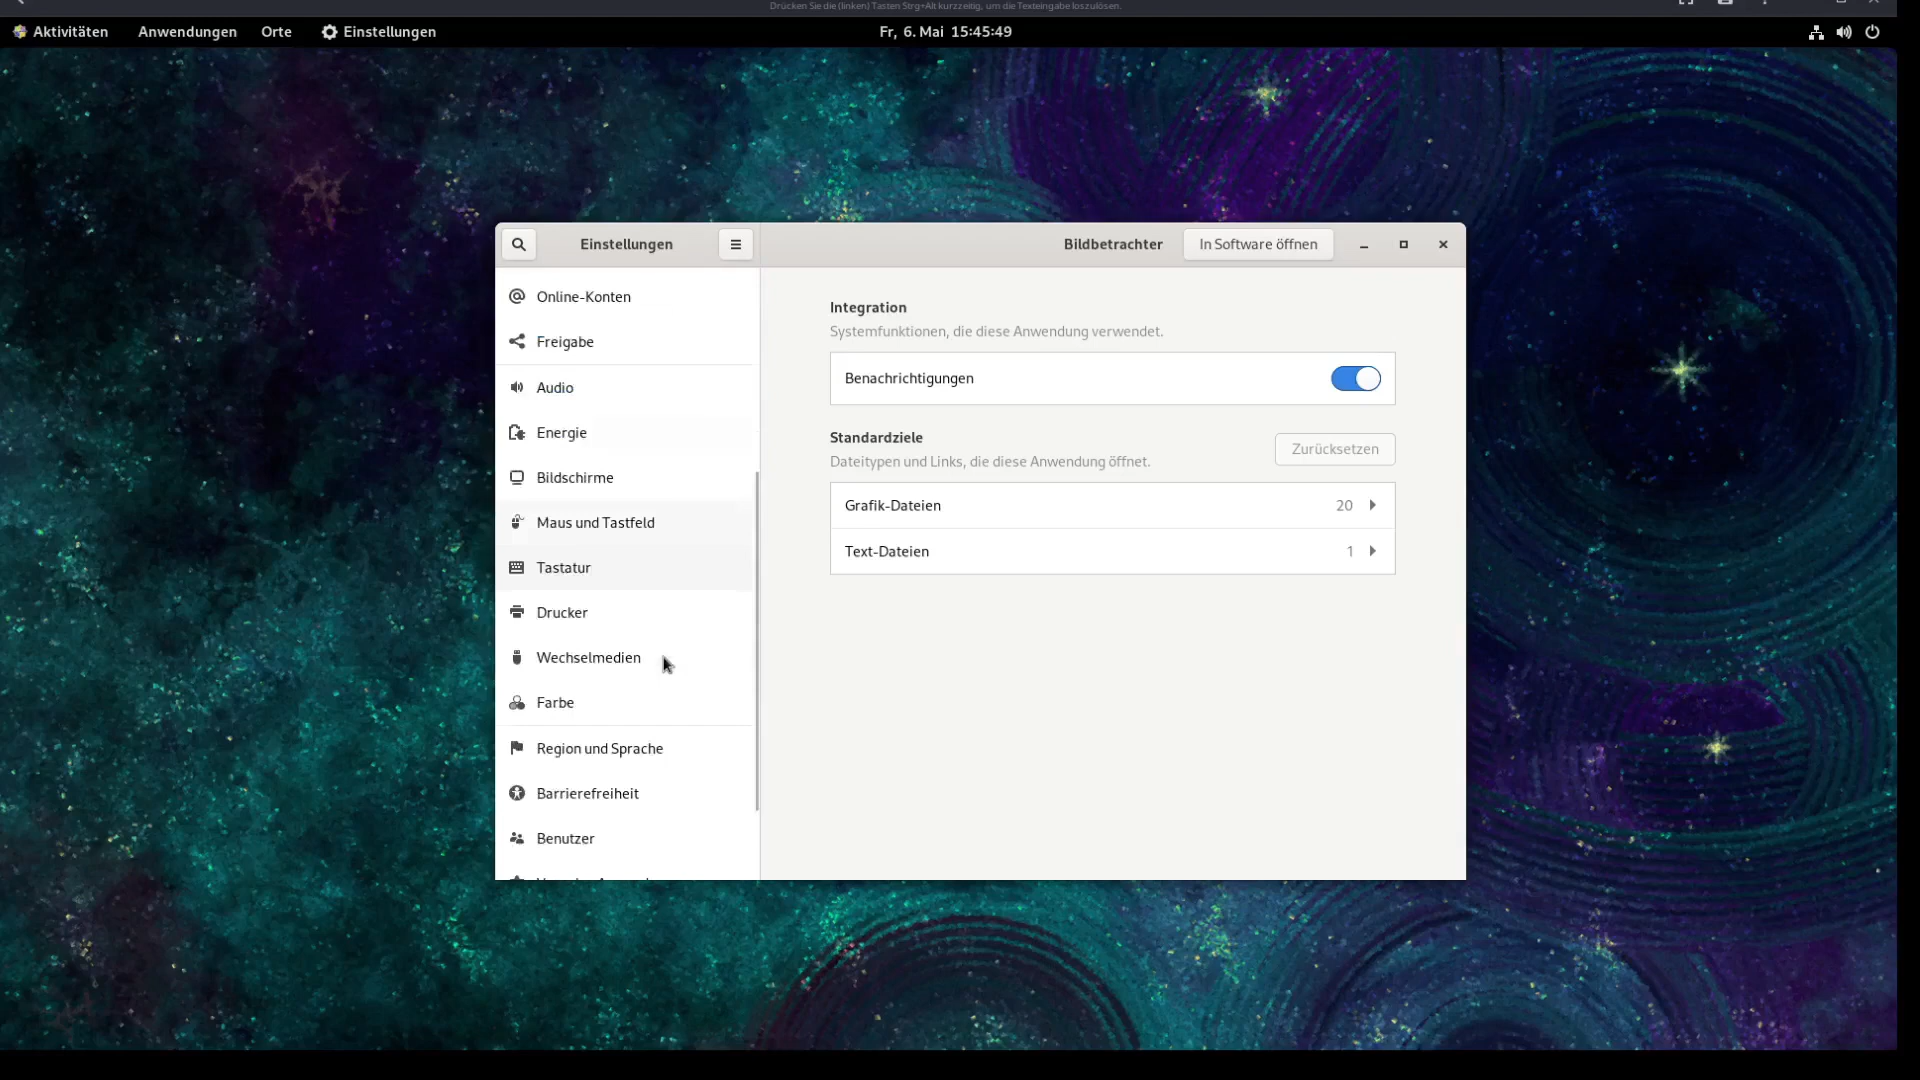 Drücken Sie die (linken) Tasten Strg+Alt kurzzeitig, um die Texteingabe loszulösen.
Aktivitäten Anwendungen Orte Einstellungen Fr, 6. Mai 15:45:49
Einstellungen Bildbetrachter In Software öffnen
Online-Konten
Freigabe
Audio
Energie
Bildschirme
Maus und Tastfeld
Tastatur
Drucker
Wechselmedien
Farbe
Region und Sprache
Barrierefreiheit
Benutzer
Integration
Systemfunktionen, die diese Anwendung verwendet.
Benachrichtigungen
Standardziele
Dateitypen und Links, die diese Anwendung öffnet.
Zurücksetzen
Grafik-Dateien 20
Text-Dateien 1